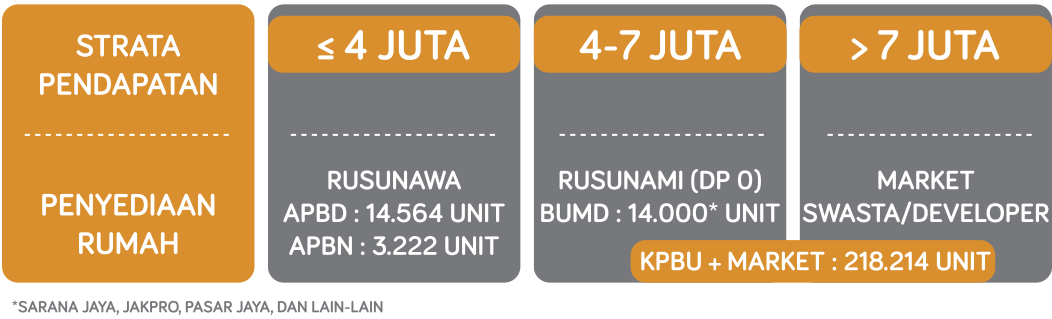 STRATA
PENDAPATAN
≤ 4 JUTA
4-7 JUTA
> 7 JUTA
PENYEDIAAN
RUMAH
RUSUNAWA
APBD : 14.564 UNIT
APBN : 3.222 UNIT
RUSUNAMI (DP 0)
BUMD : 14.000* UNIT
MARKET
SWASTA/DEVELOPER
KPBU + MARKET : 218.214 UNIT
*SARANA JAYA, JAKPRO, PASAR JAYA, DAN LAIN-LAIN